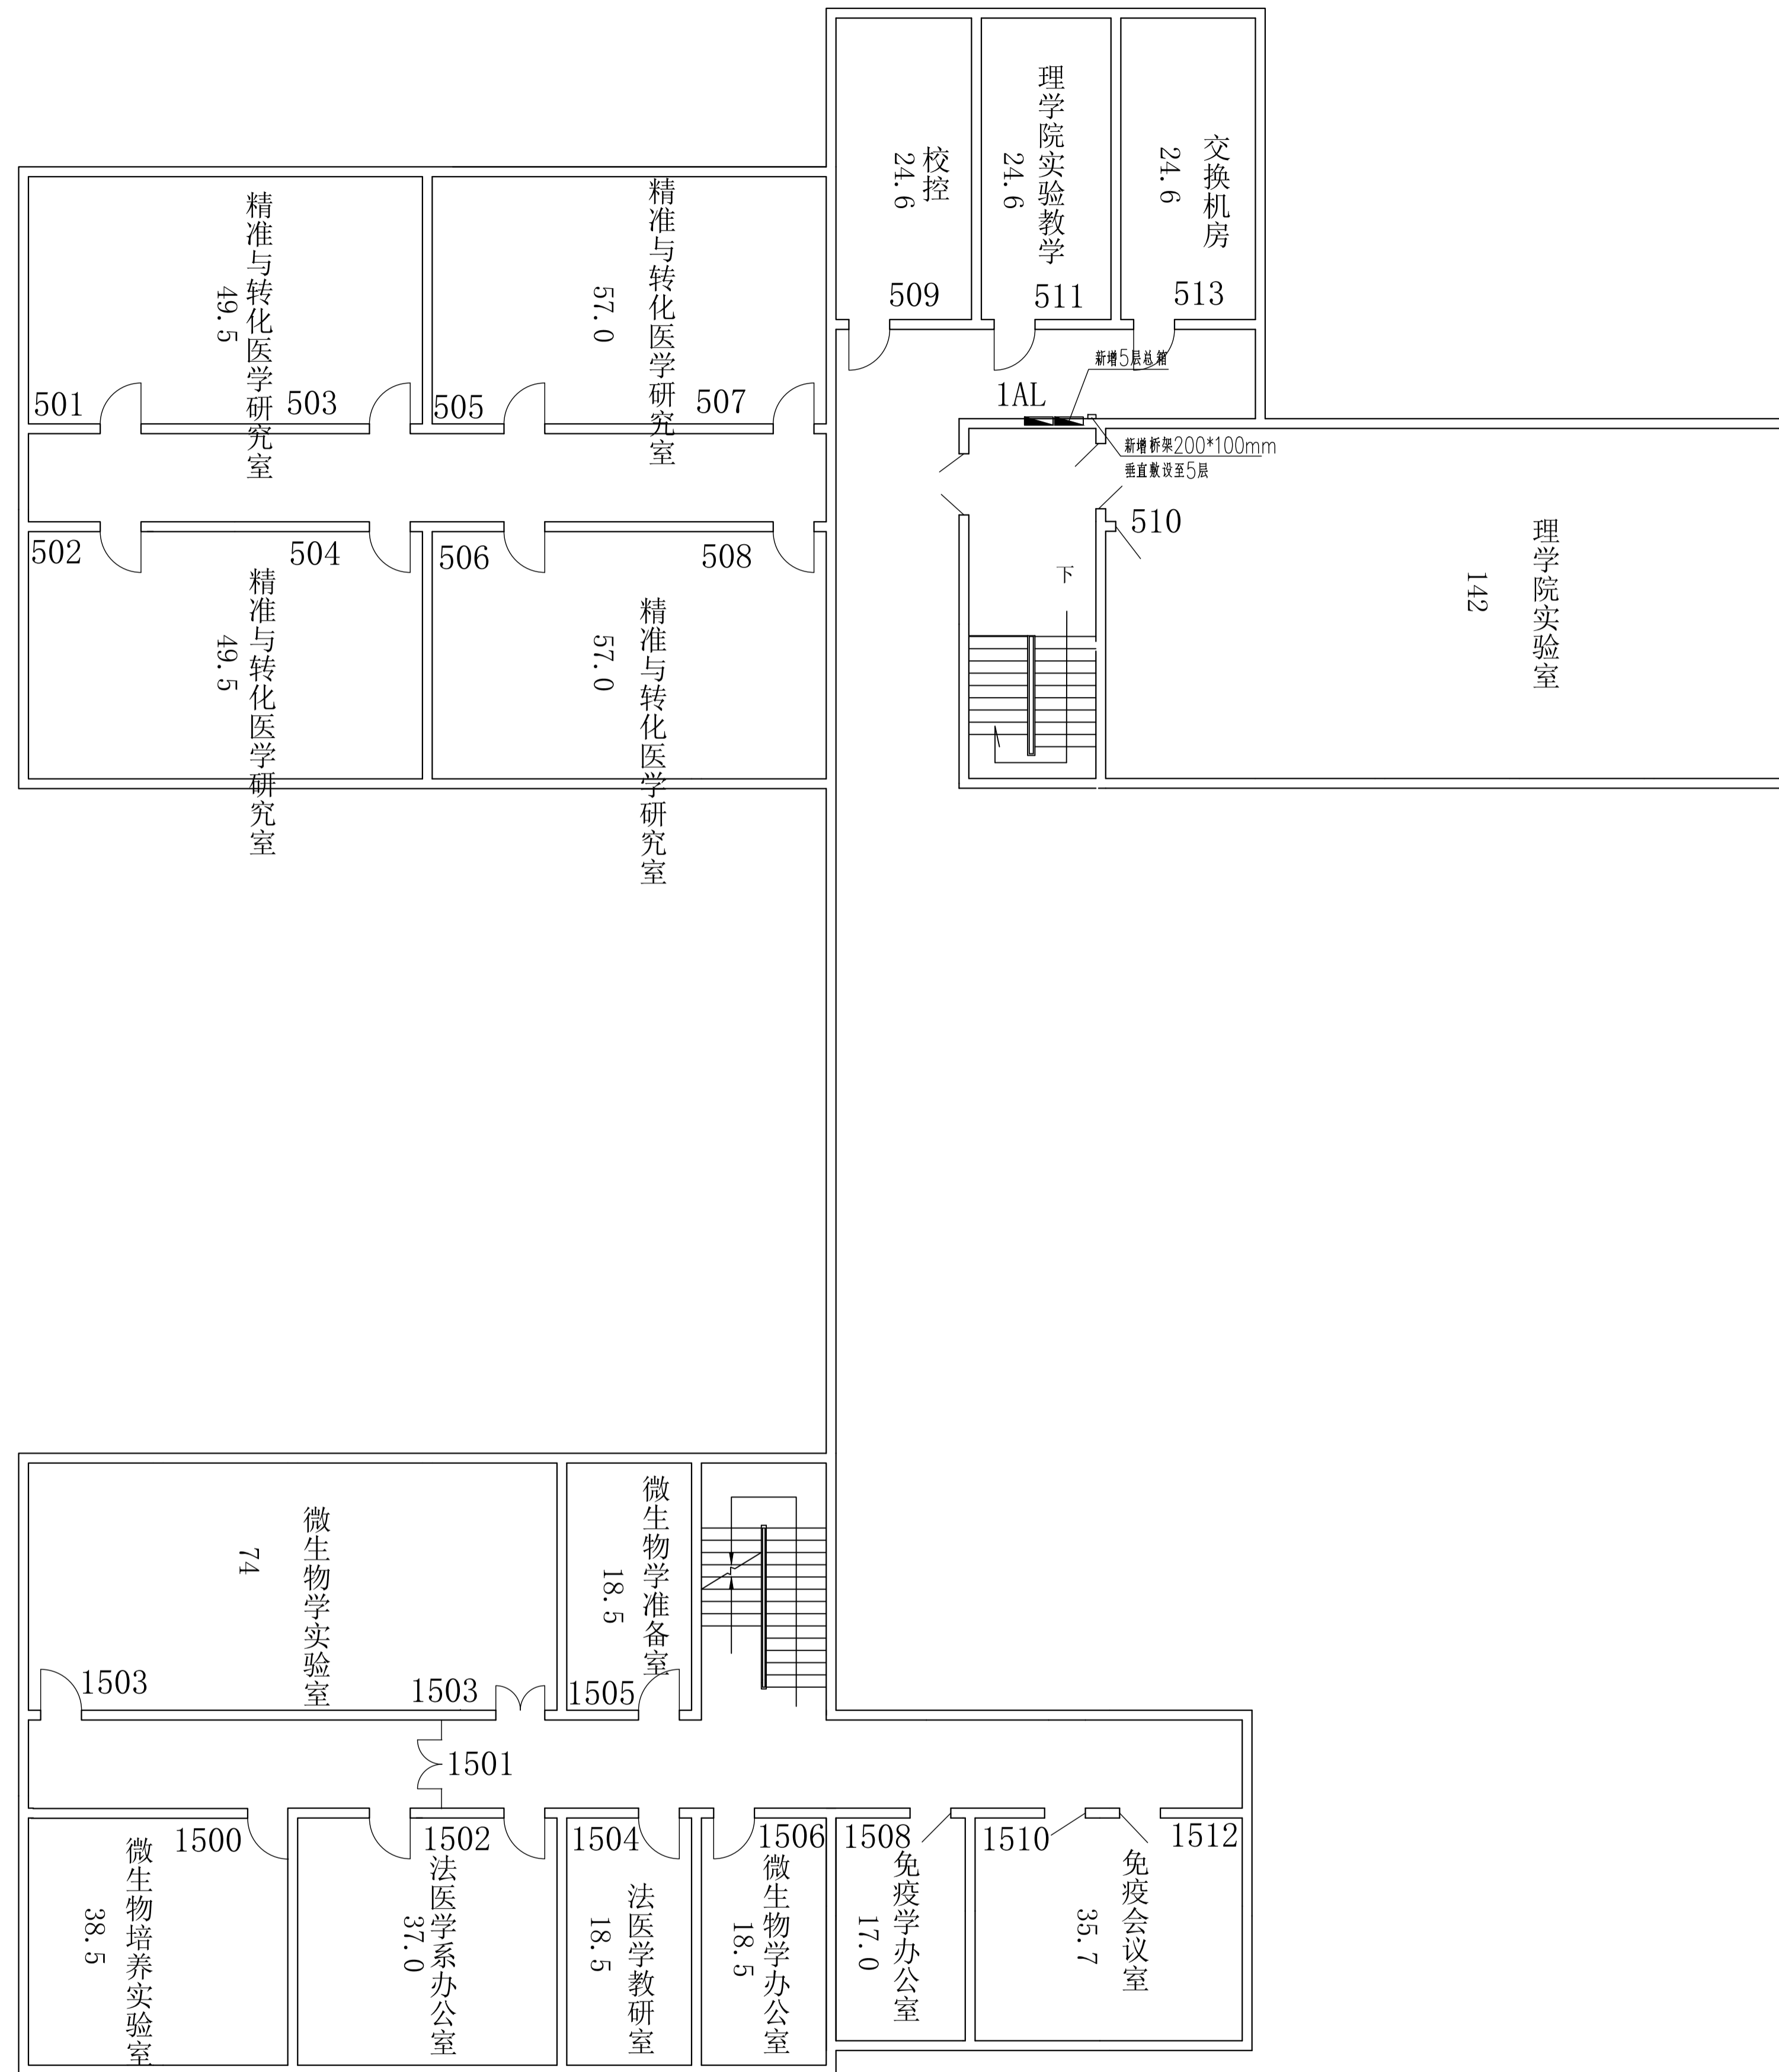 校控
24.6
509
理学院实验教学
24.6
511
交换机房
24.6
513
精准与转化医学研究室
49.5
501
503
精准与转化医学研究室
57.0
505
507
新增5层总箱
1AL
新增桥架200*100mm
垂直敷设至5层
510
理学院实验室
142
下
502
504
精准与转化医学研究室
49.5
506
508
精准与转化医学研究室
57.0
微生物学实验室
74
1503
1503
微生物学准备室
18.5
1505
1501
1500
微生物培养实验室
38.5
1502
法医学系办公室
37.0
1504
法医学教研室
18.5
1506
微生物学办公室
18.5
1508
免疫学办公室
17.0
1510
1512
免疫会议室
35.7